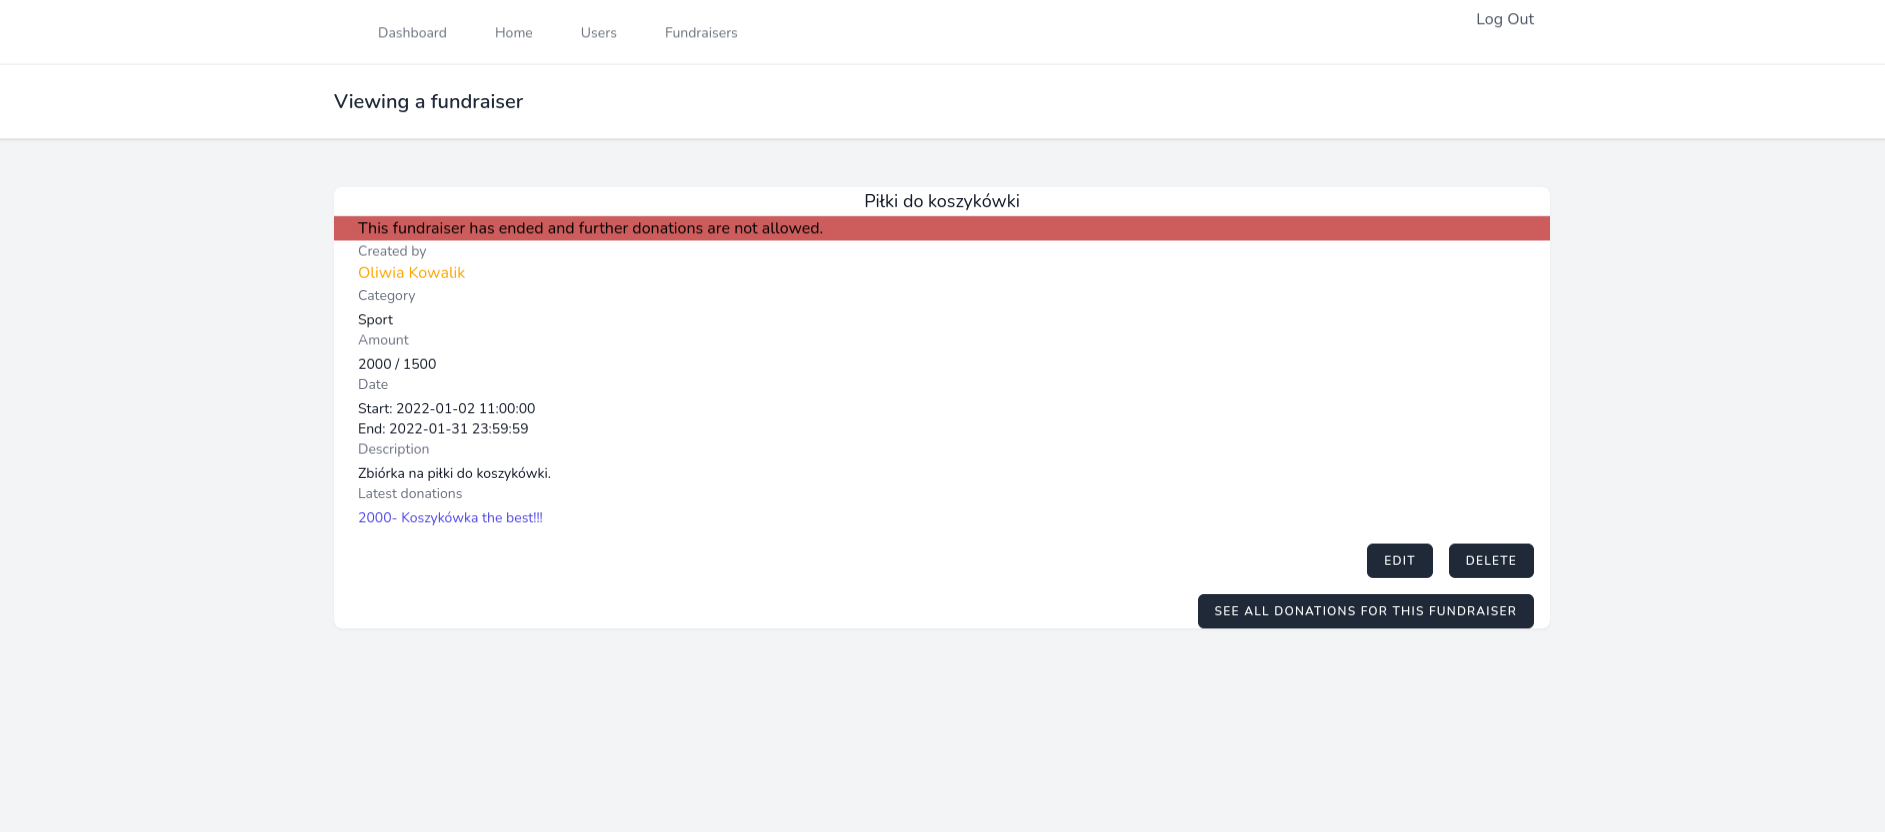 Dashboard Home Users Fundraisers Log Out
Viewing a fundraiser
Piłki do koszykówki
This fundraiser has ended and further donations are not allowed.
Created by
Oliwia Kowalik
Category
Sport
Amount
2000 / 1500
Date
Start: 2022-01-02 11:00:00
End: 2022-01-31 23:59:59
Description
Zbiórka na piłki do koszykówki.
Latest donations
2000- Koszykówka the best!!!
EDIT DELETE
SEE ALL DONATIONS FOR THIS FUNDRAISER